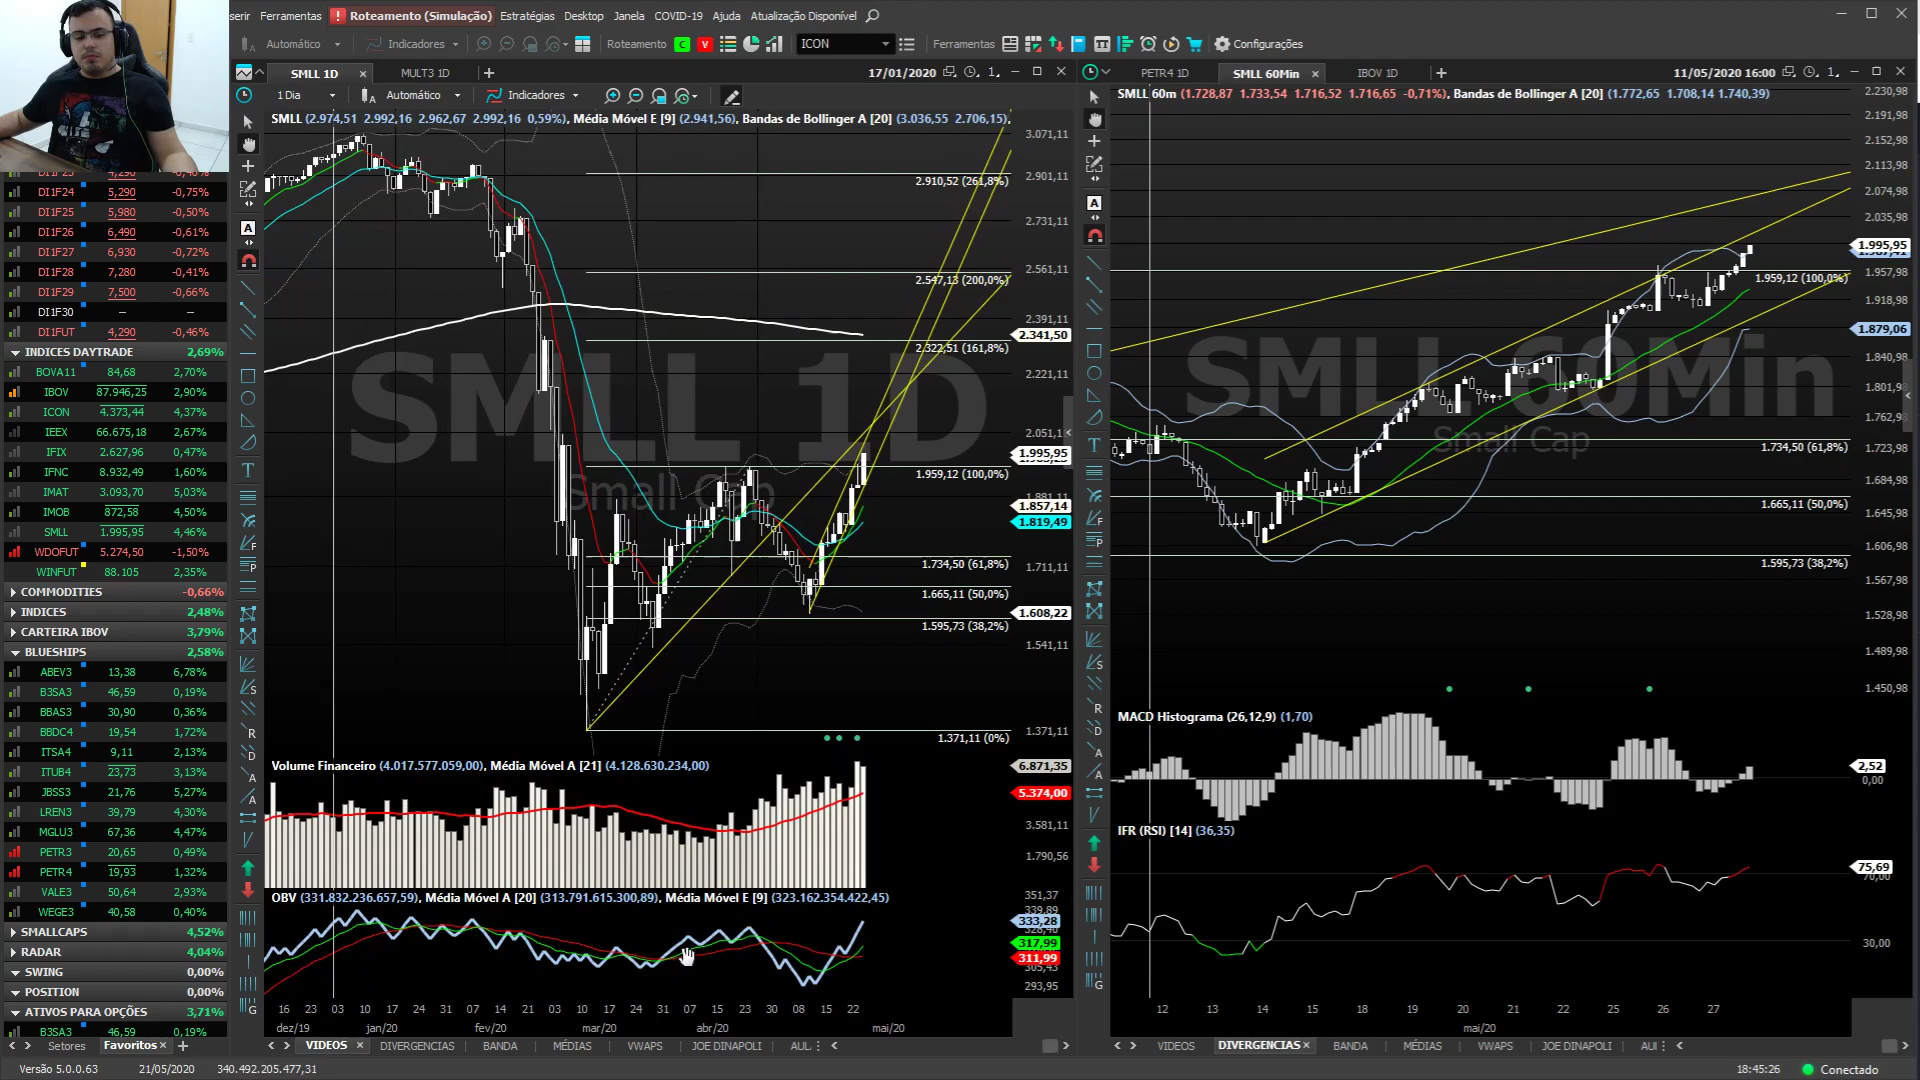 serir Ferramentas ! Roteamento (Simulação) Estratégias Desktop Janela COVID-19 Ajuda Atualização Disponível
Automático Indicadores Roteamento C V ICON Ferramentas Configurações
SMLL 1D MULT3 1D 17/01/2020 1
PETR4 1D SMLL 60Min IBOV 1D 11/05/2020 16:00 1
1 Dia Automático Indicadores
SMLL (2.974,51 2.992,16 2.962,67 2.992,16 0,59%), Média Móvel E [9] (2.941,56), Bandas de Bollinger A [20] (3.036,55 2.706,15),
SMLL 60m (1.728,87 1.733,54 1.716,52 1.716,65 -0,71%), Bandas de Bollinger A [20] (1.772,65 1.708,14 1.740,39)
DI1F24 5,290 -0,75%
DI1F25 5,980 -0,50%
DI1F26 6,490 -0,61%
DI1F27 6,930 -0,72%
DI1F28 7,280 -0,41%
DI1F29 7,500 -0,66%
DI1F30 – –
DI1FUT 4,290 -0,46%
INDICES DAYTRADE 2,69%
BOVA11 84,68 2,70%
IBOV 87.946,25 2,90%
ICON 4.373,44 4,37%
IEEX 66.675,18 2,67%
IFIX 2.627,96 0,47%
IFNC 8.932,49 1,60%
IMAT 3.093,70 5,03%
IMOB 872,58 4,50%
SMLL 1.995,95 4,46%
WDOFUT 5.274,50 -1,50%
WINFUT 88.105 2,35%
COMMODITIES -0,66%
INDICES 2,48%
CARTEIRA IBOV 3,79%
BLUESHIPS 2,58%
ABEV3 13,38 6,78%
B3SA3 46,59 0,19%
BBAS3 30,90 0,36%
BBDC4 19,54 1,72%
ITSA4 9,11 2,13%
ITUB4 23,73 3,13%
JBSS3 21,76 5,27%
LREN3 39,79 4,30%
MGLU3 67,36 4,47%
PETR3 20,65 0,49%
PETR4 19,93 1,32%
VALE3 50,64 2,93%
WEGE3 40,58 0,40%
SMALLCAPS 4,52%
RADAR 4,04%
SWING 0,00%
POSITION 0,00%
ATIVOS PARA OPÇÕES 3,71%
B3SA3 46,59 0,19%
Setores Favoritos
SMLL 1D
Small Cap
2.910,52 (261,8%)
2.547,13 (200,0%)
2.322,51 (161,8%)
1.959,12 (100,0%)
1.734,50 (61,8%)
1.665,11 (50,0%)
1.595,73 (38,2%)
1.371,11 (0%)
3.071,11
2.901,11
2.731,11
2.561,11
2.391,11
2.341,50
2.221,11
2.051,11
1.995,95
1.881,11
1.857,14
1.819,49
1.711,11
1.608,22
1.541,11
1.371,11
Volume Financeiro (4.017.577.059,00), Média Móvel A [21] (4.128.630.234,00)
6.871,35
5.374,00
3.581,11
1.790,56
OBV (331.832.236.657,59), Média Móvel A [20] (313.791.615.300,89), Média Móvel E [9] (323.162.354.422,45)
351,37
339,89
333,28
328,40
317,99
311,99
305,43
293,95
16 23 03 10 17 24 31 07 14 21 03 10 17 24 31 07 15 23 30 08 15 22
dez/19 jan/20 fev/20 mar/20 abr/20 mai/20
VIDEOS DIVERGENCIAS BANDA MÉDIAS VWAPS JOE DINAPOLI AUL
SMLL 60Min
Small Cap
1.959,12 (100,0%)
1.734,50 (61,8%)
1.665,11 (50,0%)
1.595,73 (38,2%)
2.230,98
2.191,98
2.152,98
2.113,98
2.074,98
2.035,98
1.995,95
1.957,98
1.918,98
1.879,06
1.840,98
1.801,98
1.762,98
1.723,98
1.684,98
1.645,98
1.606,98
1.567,98
1.528,98
1.489,98
1.450,98
MACD Histograma (26,12,9) (1,70)
2,52
0,00
IFR (RSI) [14] (36,35)
75,69
70,00
30,00
12 13 14 15 18 19 20 21 22 25 26 27
mai/20
VIDEOS DIVERGENCIAS BANDA MÉDIAS VWAPS JOE DINAPOLI AUI
Versão 5.0.0.63 21/05/2020 340.492.205.477,31 18:45:26 Conectado